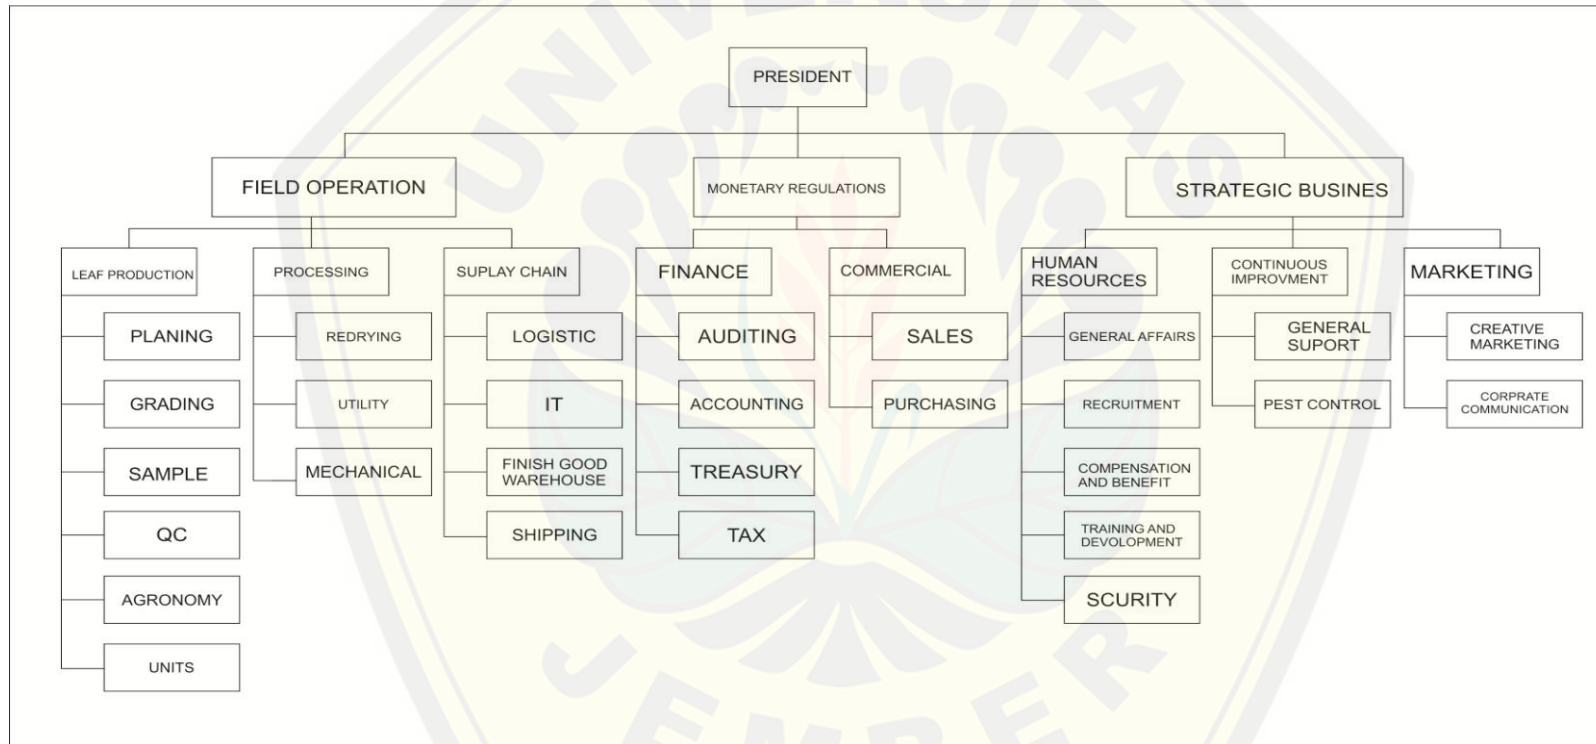 UNIVERSITAS
PRESIDENT
FIELD OPERATION
MONETARY REGULATIONS
STRATEGIC BUSINES
LEAF PRODUCTION
PROCESSING
SUPLAY CHAIN
FINANCE
COMMERCIAL
HUMAN
RESOURCES
CONTINUOUS
IMPROVMENT
MARKETING
PLANING
GRADING
SAMPLE
QC
AGRONOMY
UNITS
REDRYING
UTILITY
MECHANICAL
LOGISTIC
IT
FINISH GOOD
WAREHOUSE
SHIPPING
AUDITING
ACCOUNTING
TREASURY
TAX
SALES
PURCHASING
GENERAL AFFAIRS
RECRUITMENT
COMPENSATION
AND BENEFIT
TRAINING AND
DEVOLOPMENT
SCURITY
GENERAL
SUPORT
PEST CONTROL
CREATIVE
MARKETING
CORPRATE
COMMUNICATION
JEMBER